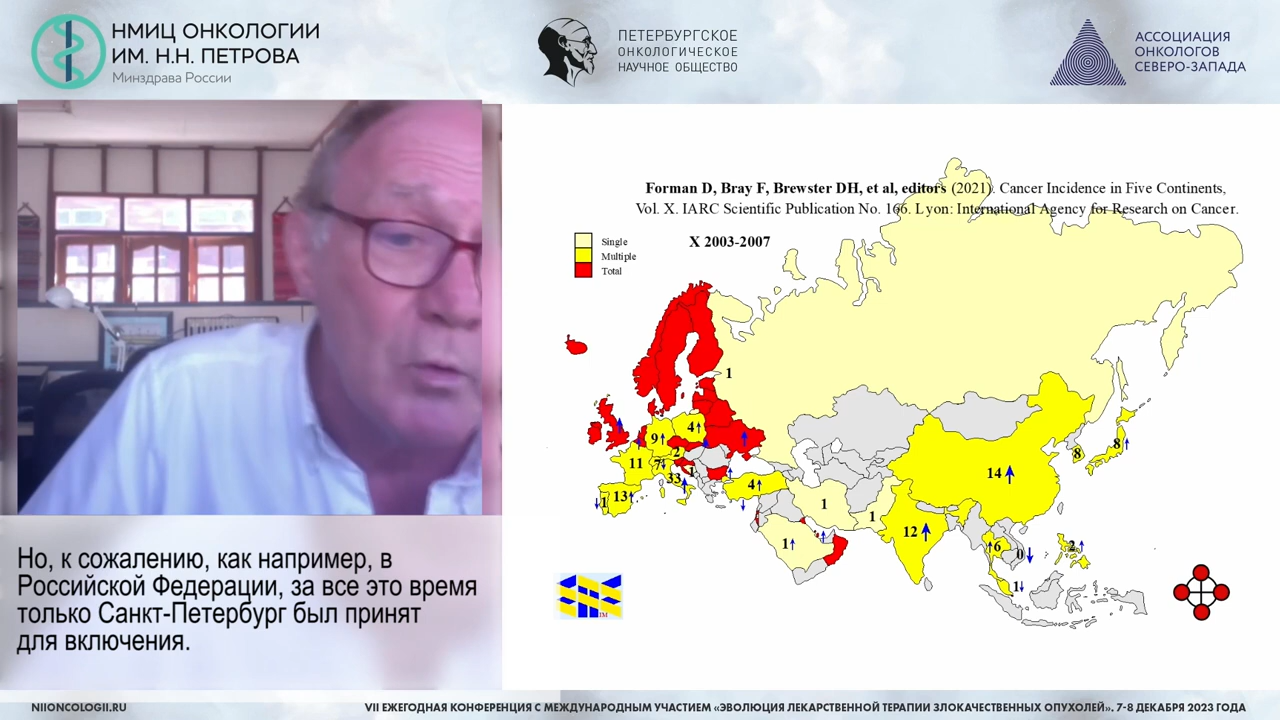 НМИЦ ОНКОЛОГИИ
ИМ. Н.Н. ПЕТРОВА
Минздрава России
ПЕТЕРБУРГСКОЕ
ОНКОЛОГИЧЕСКОЕ
НАУЧНОЕ ОБЩЕСТВО
АССОЦИАЦИЯ
ОНКОЛОГОВ
СЕВЕРО-ЗАПАДА
Forman D, Bray F, Brewster DH, et al, editors (2021). Cancer Incidence in Five Continents,
Vol. X. IARC Scientific Publication No. 166. Lyon: International Agency for Research on Cancer.
X 2003-2007
Single
Multiple
Total
1
4↑
9↑
2
11
7↓
1
33
13↑
↓1
4↑
1
1
1↑
12
14
8
8↑
↑6
0
2↑
1↓
Но, к сожалению, как например, в
Российской Федерации, за все это время
только Санкт-Петербург был принят
для включения.
NIIONCOLOGII.RU
VII ЕЖЕГОДНАЯ КОНФЕРЕНЦИЯ С МЕЖДУНАРОДНЫМ УЧАСТИЕМ «ЭВОЛЮЦИЯ ЛЕКАРСТВЕННОЙ ТЕРАПИИ ЗЛОКАЧЕСТВЕННЫХ ОПУХОЛЕЙ». 7-8 ДЕКАБРЯ 2023 ГОДА